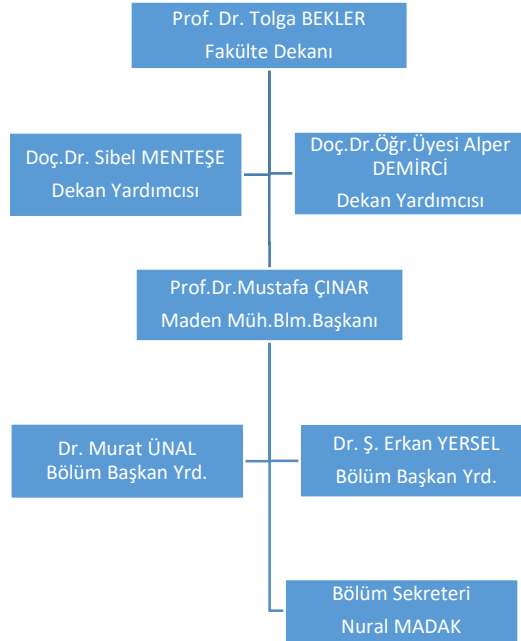 Prof. Dr. Tolga BEKLER
Fakülte Dekanı
Doç.Dr. Sibel MENTEŞE
Dekan Yardımcısı
Doç.Dr.Öğr.Üyesi Alper
DEMİRCİ
Dekan Yardımcısı
Prof.Dr.Mustafa ÇINAR
Maden Müh.Blm.Başkanı
Dr. Murat ÜNAL
Bölüm Başkan Yrd.
Dr. Ş. Erkan YERSEL
Bölüm Başkan Yrd.
Bölüm Sekreteri
Nural MADAK